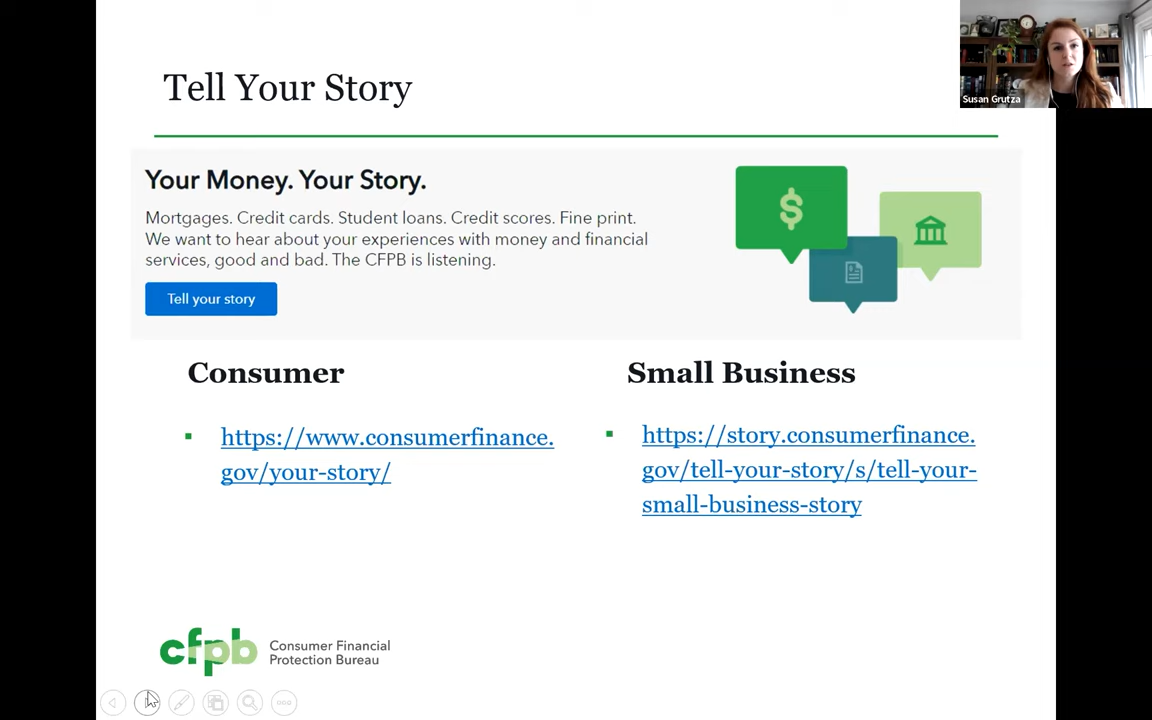 Tell Your Story
Susan Grutza
Your Money. Your Story.
Mortgages. Credit cards. Student loans. Credit scores. Fine print.
We want to hear about your experiences with money and financial
services, good and bad. The CFPB is listening.
Tell your story
$
Consumer
▪ https://www.consumerfinance.
gov/your-story/
Small Business
▪ https://story.consumerfinance.
gov/tell-your-story/s/tell-your-
small-business-story
cfpb
Consumer Financial
Protection Bureau